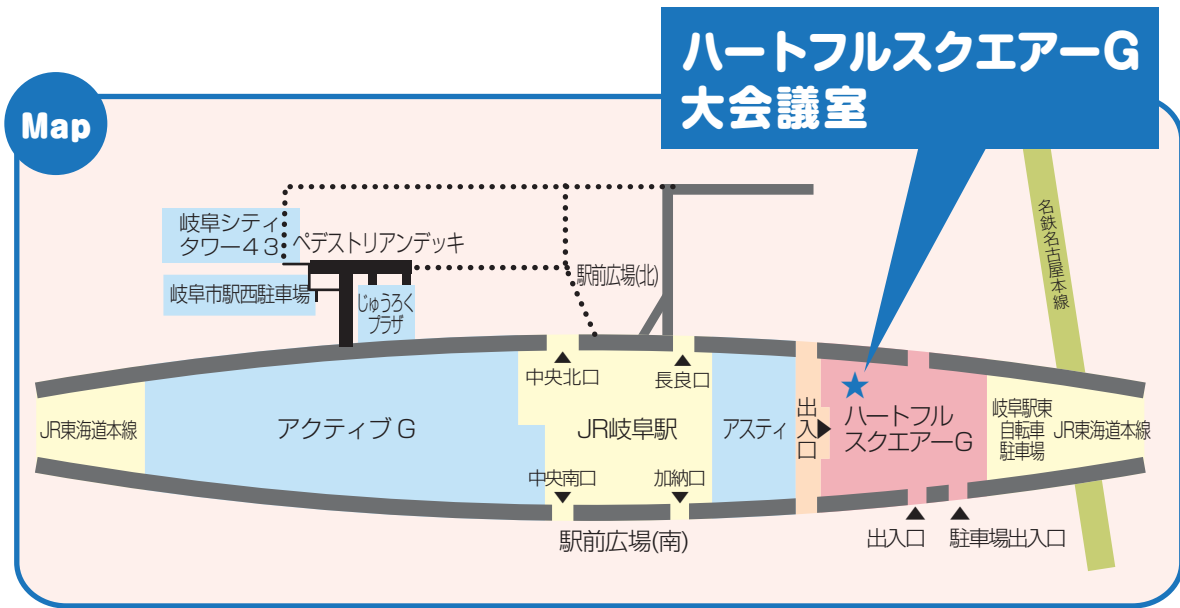 ハートフルスクエアーG
大会議室
Map
岐阜シティ
タワー43
ペデストリアンデッキ
岐阜市駅西駐車場
じゅうろく
プラザ
駅前広場(北)
名鉄名古屋本線
中央北口
長良口
JR東海道本線
アクティブG
JR岐阜駅
アスティ
出入口
ハートフル
スクエアーG
岐阜駅東
自転車
駐車場
JR東海道本線
中央南口
加納口
駅前広場(南)
出入口
駐車場出入口